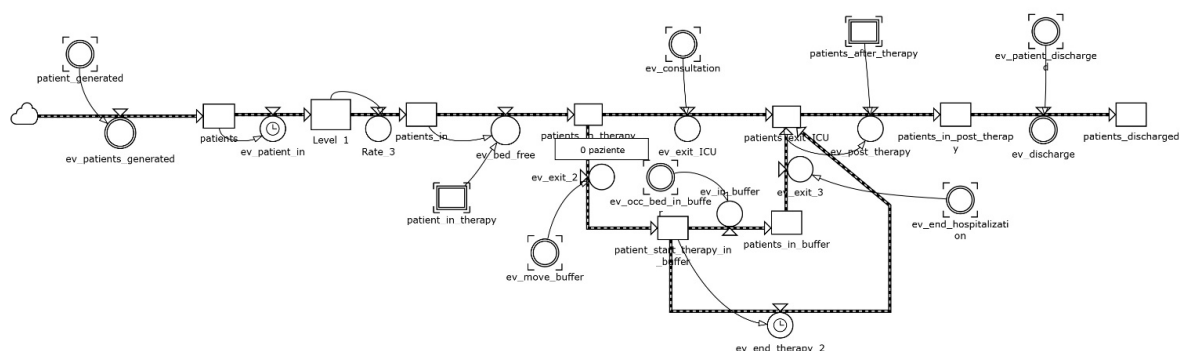 patient_generated
ev_patients_generated
patients
ev_patient_in
Level_1
Rate_3
patients_in
ev_bed_free
patient_in_therapy
patients_in_therapy
0 paziente
ev_exit_2
ev_move_buffer
ev_consultation
ev_exit_ICU
ev_occ_bed_in_buffe
r
ev_in_buffer
patient_start_therapy_in
_buffer
patients_in_buffer
ev_end_therapy_2
patients_exit_ICU
ev_exit_3
patients_after_therapy
ev_post_therapy
ev_end_hospitalizati
on
patients_in_post_therap
y
ev_patient_discharge
d
ev_discharge
patients_discharged